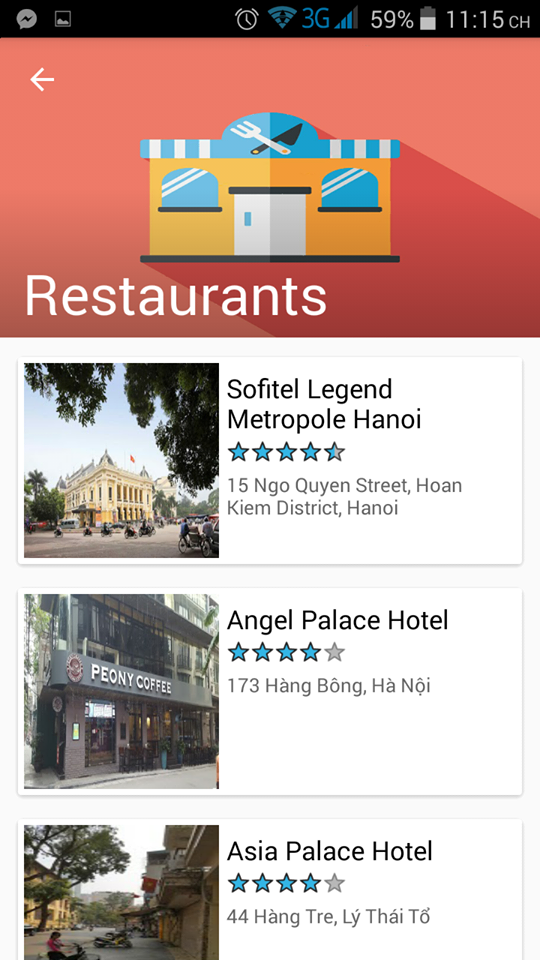 3G 59% 11:15 CH
Restaurants
Sofitel Legend
Metropole Hanoi
15 Ngo Quyen Street, Hoan
Kiem District, Hanoi
PEONY COFFEE
Angel Palace Hotel
173 Hàng Bông, Hà Nội
Asia Palace Hotel
44 Hàng Tre, Lý Thái Tổ